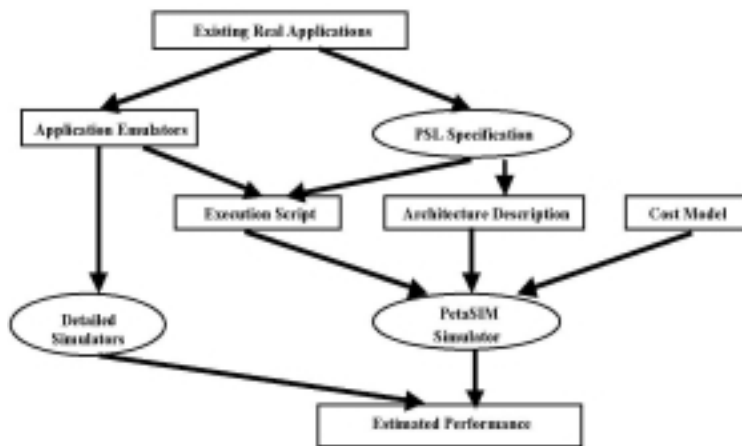 Existing Real Applications
Application Emulators
PSL Specification
Execution Script
Architecture Description
Cost Model
Detailed
Simulators
PetaSIM
Simulator
Estimated Performance